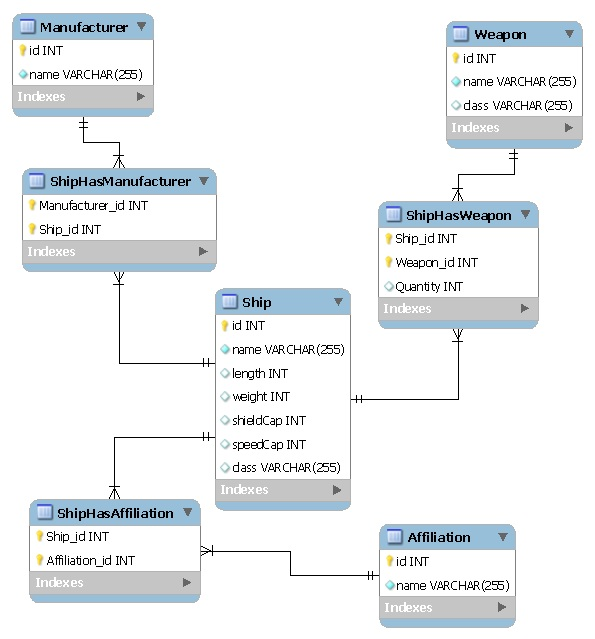 Manufacturer
id INT
name VARCHAR(255)
Indexes
Weapon
id INT
name VARCHAR(255)
class VARCHAR(255)
Indexes
ShipHasManufacturer
Manufacturer_id INT
Ship_id INT
Indexes
ShipHasWeapon
Ship_id INT
Weapon_id INT
Quantity INT
Indexes
Ship
id INT
name VARCHAR(255)
length INT
weight INT
shieldCap INT
speedCap INT
class VARCHAR(255)
Indexes
ShipHasAffiliation
Ship_id INT
Affiliation_id INT
Indexes
Affiliation
id INT
name VARCHAR(255)
Indexes